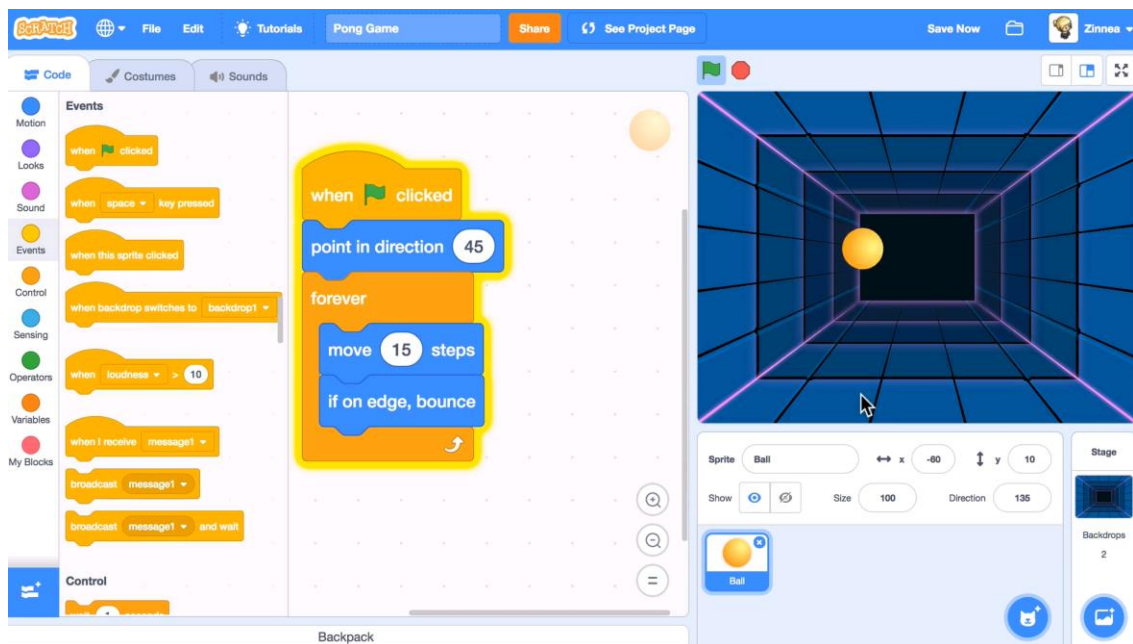 SCRATCH File Edit Tutorials Pong Game Share See Project Page Save Now Zinnea
Code Costumes Sounds
Motion
Looks
Sound
Events
Control
Sensing
Operators
Variables
My Blocks
Events
when clicked
when space key pressed
when this sprite clicked
when backdrop switches to backdrop1
when loudness > 10
when I receive message1
broadcast message1
broadcast message1 and wait
Control
when clicked
point in direction 45
forever
move 15 steps
if on edge, bounce
Backpack
Sprite Ball x -60 y 10
Show Size 100 Direction 135
Ball
Stage
Backdrops
2